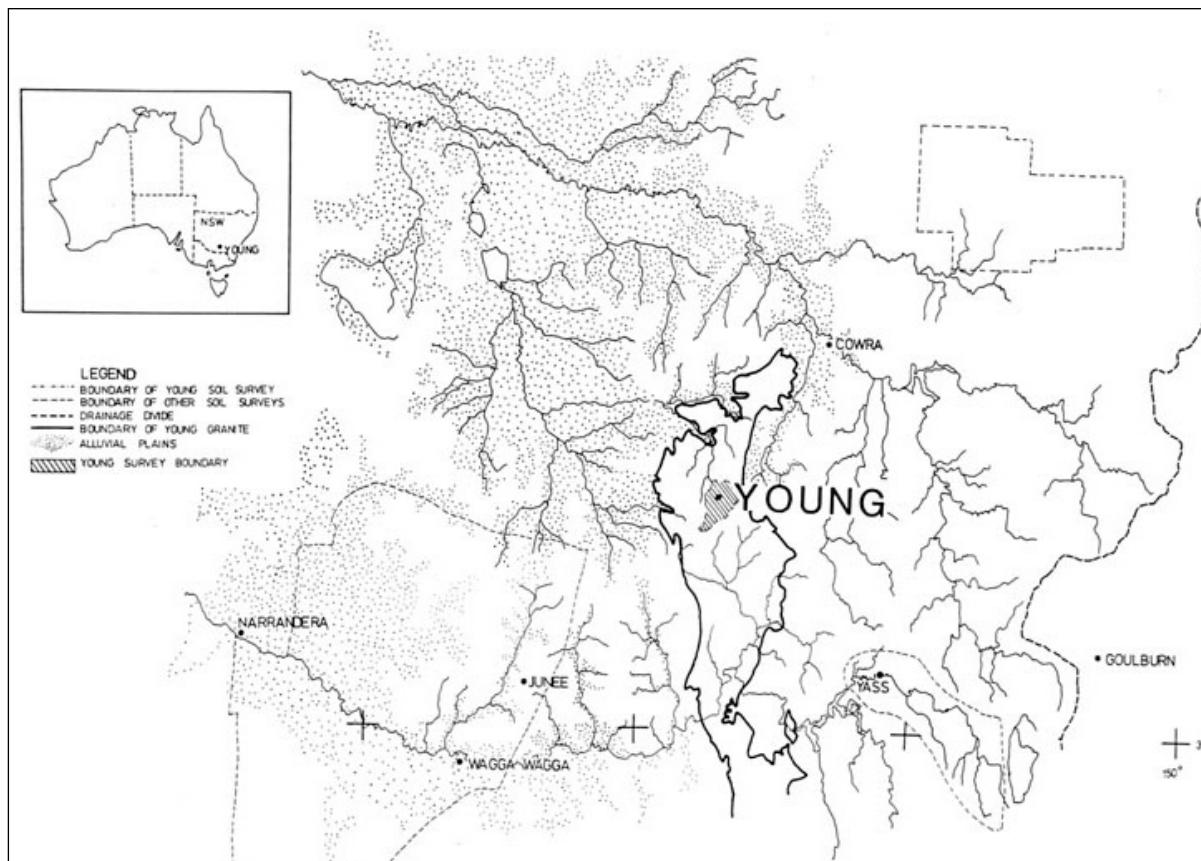 NSW
YOUNG
LEGEND
BOUNDARY OF YOUNG SOIL SURVEY
BOUNDARY OF OTHER SOIL SURVEYS
DRAINAGE DIVIDE
BOUNDARY OF YOUNG GRANITE
ALLUVIAL PLAINS
YOUNG SURVEY BOUNDARY
COWRA
YOUNG
NARRANDERA
JUNEE
YASS
GOULBURN
WAGGA WAGGA
150°